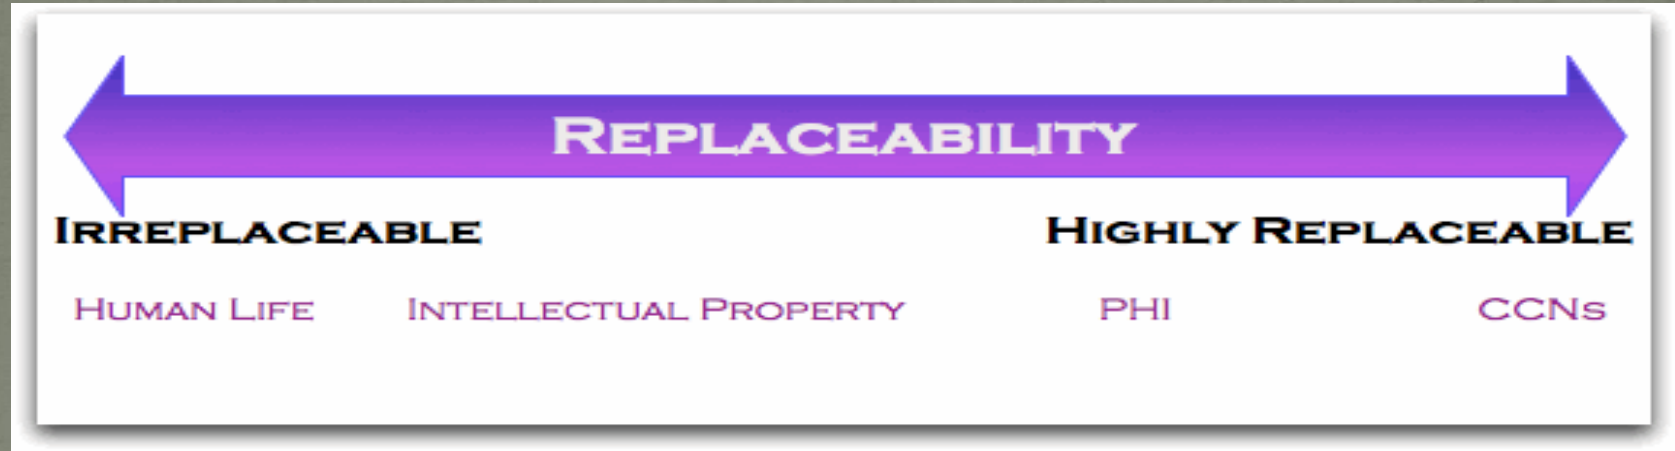 Replaceability
Irreplaceable Highly Replaceable
Human Life Intellectual Property PHI CCNs